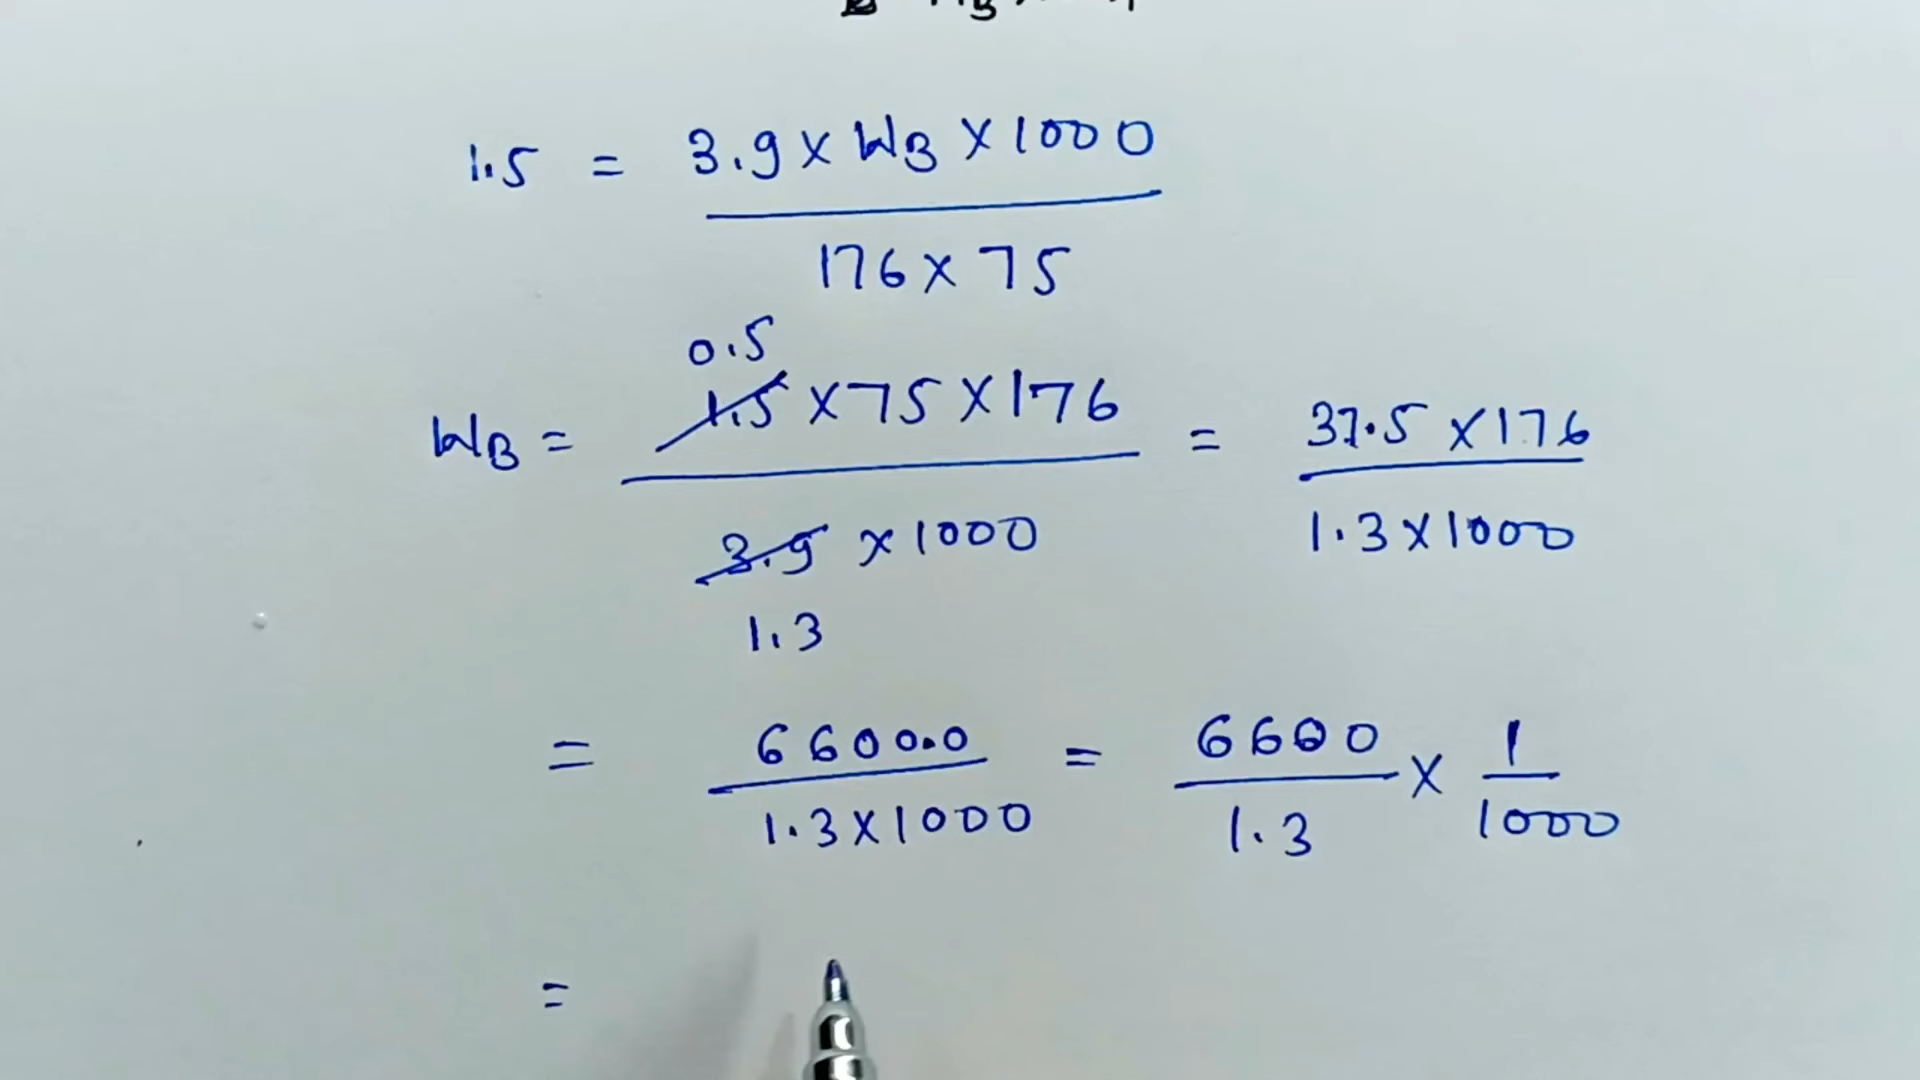 1.5 = 3.9 x WB x 1000
176 x 75
0.5
WB = 1.5 x 75 x 176 = 37.5 x 176
3.9 x 1000 1.3 x 1000
1.3
= 6600.0 = 6600 x 1
1.3 x 1000 1.3 1000
=